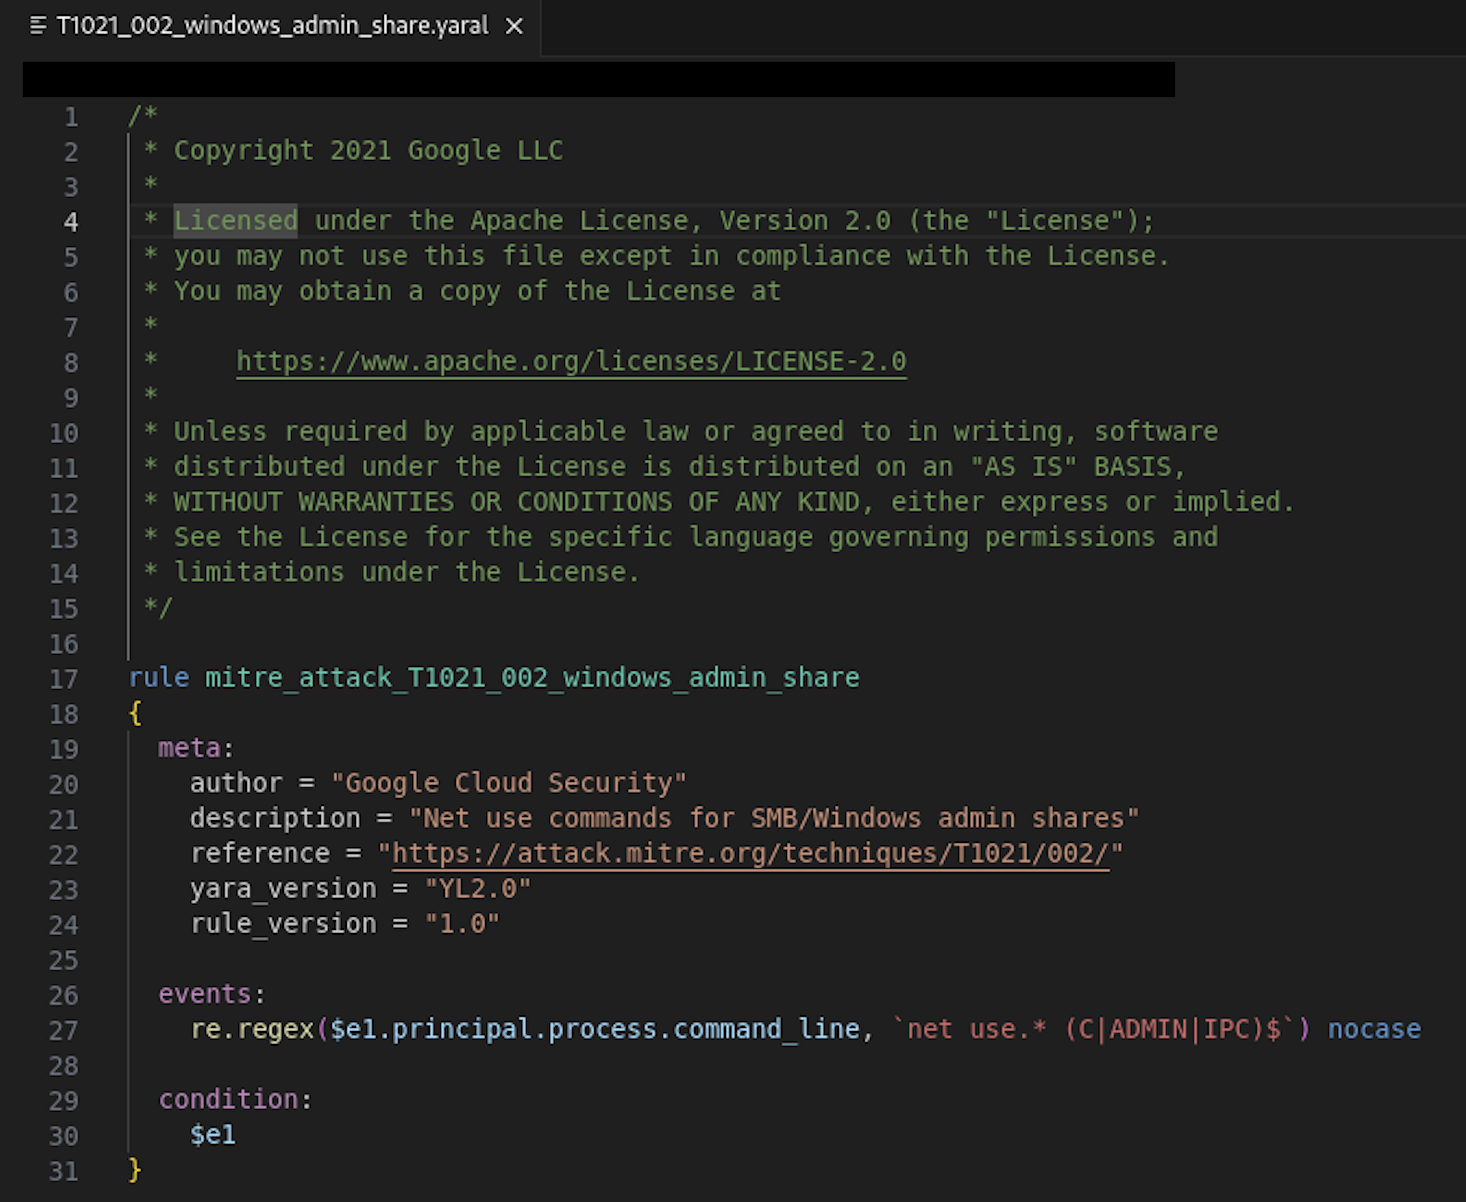 T1021_002_windows_admin_share.yaral
1 /*
2  * Copyright 2021 Google LLC
3  *
4  * Licensed under the Apache License, Version 2.0 (the "License");
5  * you may not use this file except in compliance with the License.
6  * You may obtain a copy of the License at
7  *
8  *     https://www.apache.org/licenses/LICENSE-2.0
9  *
10  * Unless required by applicable law or agreed to in writing, software
11  * distributed under the License is distributed on an "AS IS" BASIS,
12  * WITHOUT WARRANTIES OR CONDITIONS OF ANY KIND, either express or implied.
13  * See the License for the specific language governing permissions and
14  * limitations under the License.
15  */
16
17 rule mitre_attack_T1021_002_windows_admin_share
18 {
19   meta:
20     author = "Google Cloud Security"
21     description = "Net use commands for SMB/Windows admin shares"
22     reference = "https://attack.mitre.org/techniques/T1021/002/"
23     yara_version = "YL2.0"
24     rule_version = "1.0"
25
26   events:
27     re.regex($e1.principal.process.command_line, `net use.* (C|ADMIN|IPC)$`) nocase
28
29   condition:
30     $e1
31 }